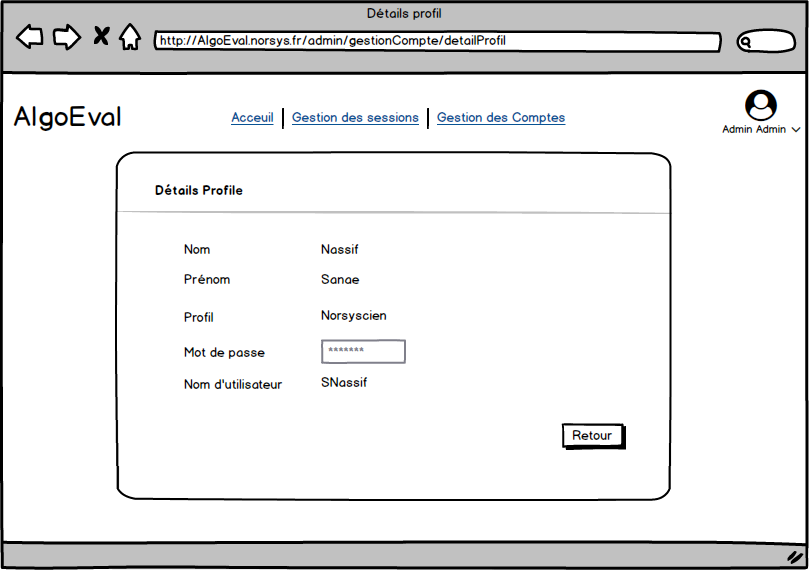 Détails profil
http://AlgoEval.norsys.fr/admin/gestionCompte/detailProfil
AlgoEval
Acceuil
Gestion des sessions
Gestion des Comptes
Admin Admin
Détails Profile
Nom Nassif
Prénom Sanae
Profil Norsyscien
Mot de passe *******
Nom d'utilisateur SNassif
Retour